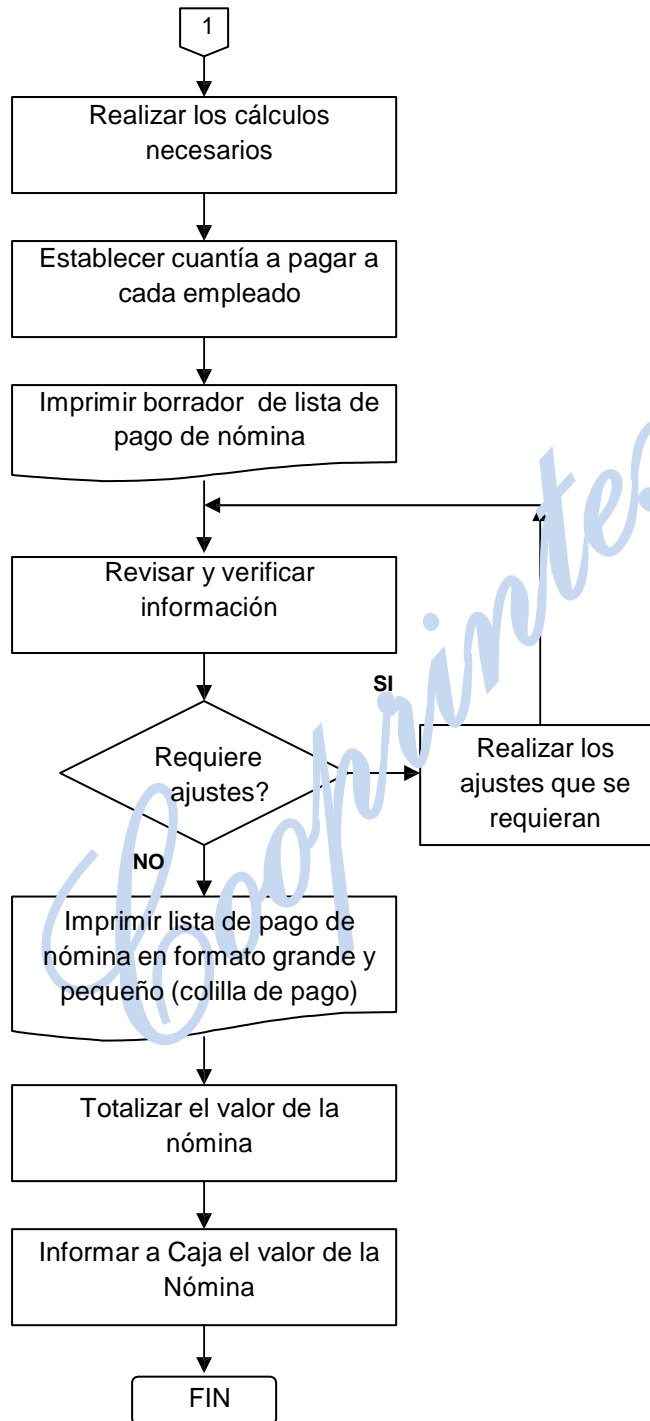 1
Realizar los cálculos
necesarios
Establecer cuantía a pagar a
cada empleado
Imprimir borrador de lista de
pago de nómina
Revisar y verificar
información
SI
Requiere
ajustes?
Realizar los
ajustes que se
requieran
NO
Imprimir lista de pago de
nómina en formato grande y
pequeño (colilla de pago)
Totalizar el valor de la
nómina
Informar a Caja el valor de la
Nómina
FIN
Cooprinte